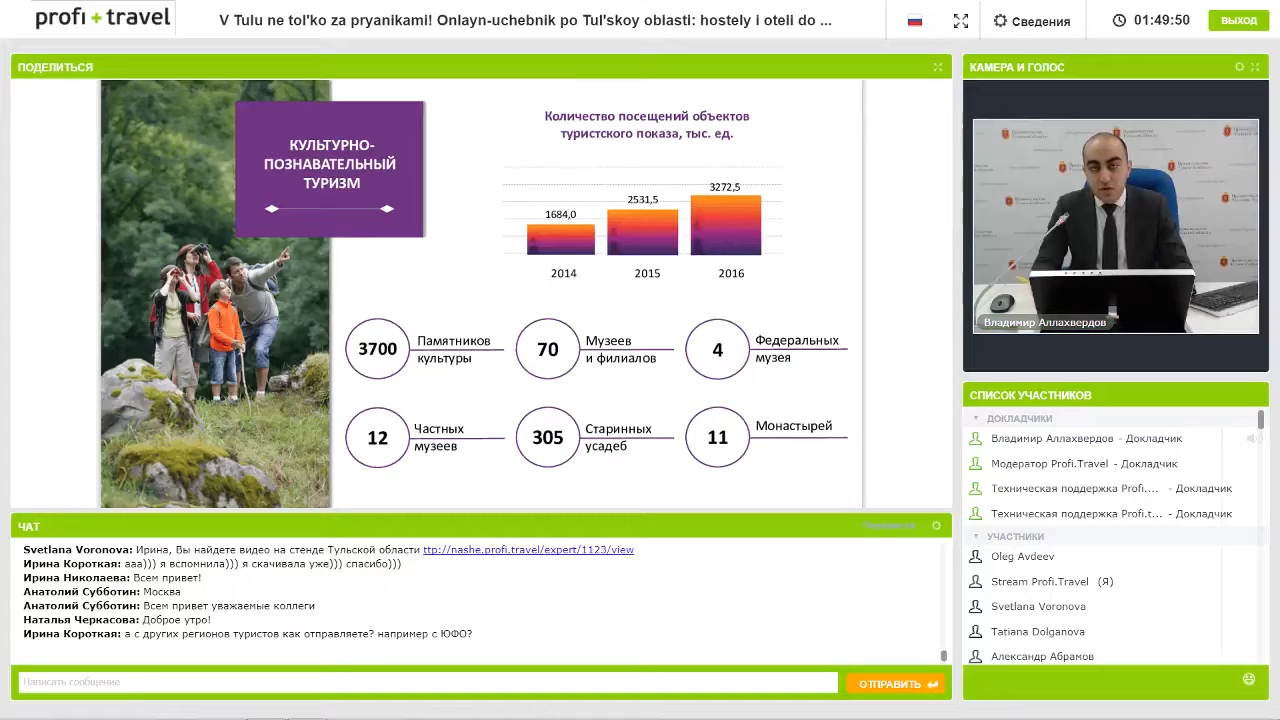 profi + travel
V Tulu ne tol'ko za pryanikami! Onlayn-uchebnik po Tul'skoy oblasti: hostely i oteli do ...
Сведения
01:49:50
ВЫХОД
ПОДЕЛИТЬСЯ
КУЛЬТУРНО-
ПОЗНАВАТЕЛЬНЫЙ
ТУРИЗМ
Количество посещений объектов
туристского показа, тыс. ед.
1684,0
2531,5
3272,5
2014
2015
2016
3700
Памятников
культуры
70
Музеев
и филиалов
4
Федеральных
музея
12
Частных
музеев
305
Старинных
усадеб
11
Монастырей
КАМЕРА И ГОЛОС
Владимир Аллахвердов
СПИСОК УЧАСТНИКОВ
ДОКЛАДЧИКИ
Владимир Аллахвердов - Докладчик
Модератор Profi.Travel - Докладчик
Техническая поддержка Profi.... - Докладчик
Техническая поддержка Profi.t... - Докладчик
УЧАСТНИКИ
Oleg Avdeev
Stream Profi.Travel (Я)
Svetlana Voronova
Tatiana Dolganova
Александр Абрамов
ЧАТ
Svetlana Voronova: Ирина, Вы найдете видео на стенде Тульской области ttp://nashe.profi.travel/expert/1123/view
Ирина Короткая: ааа))) я вспомнила))) я скачивала уже))) спасибо)))
Ирина Николаева: Всем привет!
Анатолий Субботин: Москва
Анатолий Субботин: Всем привет уважаемые коллеги
Наталья Черкасова: Доброе утро!
Ирина Короткая: а с других регионов туристов как отправляете? например с ЮФО?
Написать сообщение
ОТПРАВИТЬ